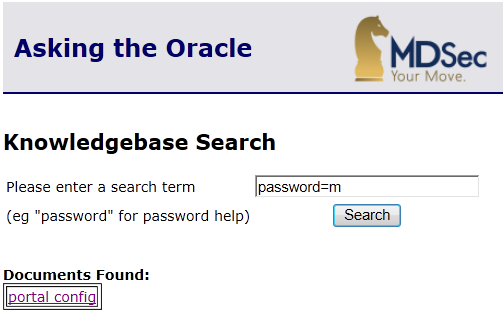 Asking the Oracle
MDSec
Your Move.
Knowledgebase Search
Please enter a search term
password=m
(eg "password" for password help)
Search
Documents Found:
portal config